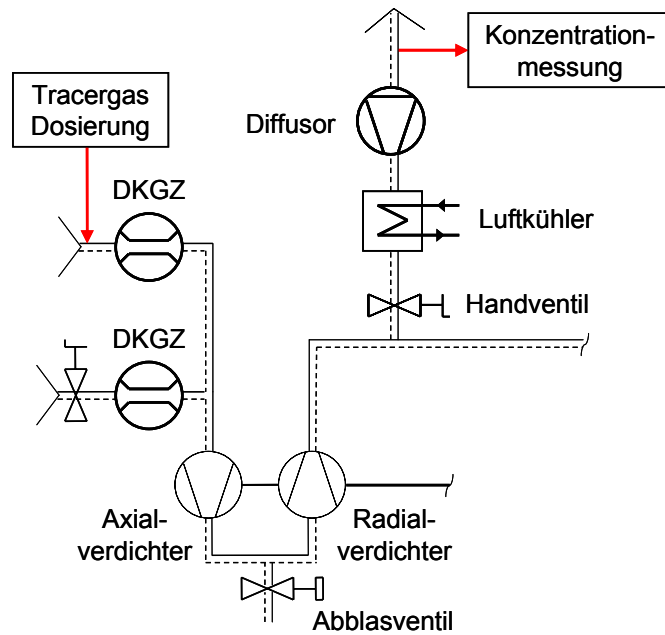 Konzentration-
messung
Tracergas
Dosierung
Diffusor
DKGZ
Luftkühler
Handventil
DKGZ
Axial-
verdichter
Radial-
verdichter
Abblasventil